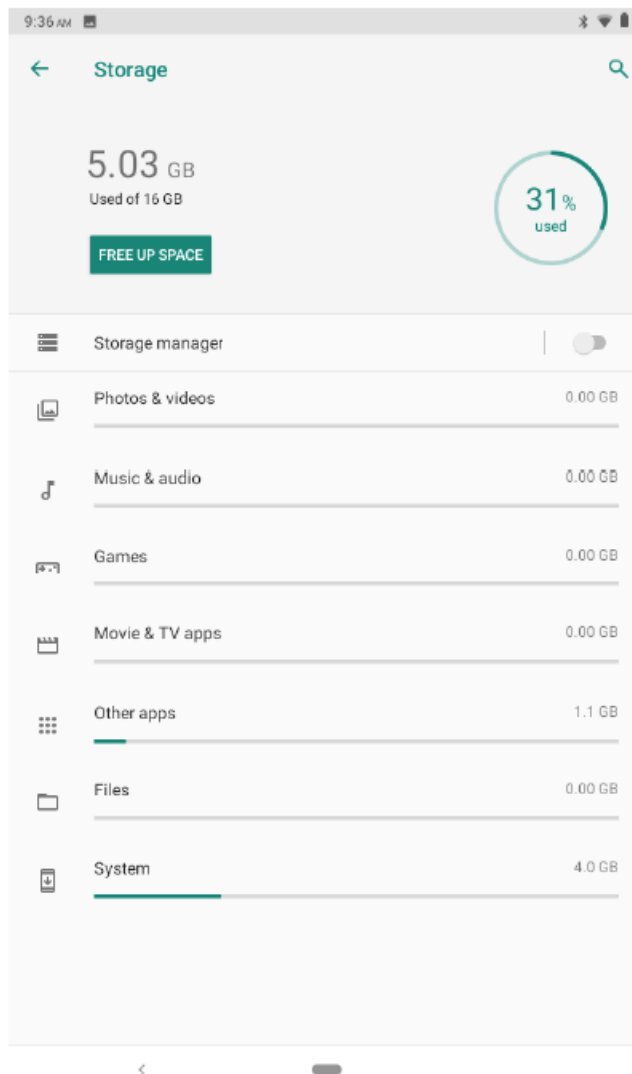 9:36 AM
Storage
5.03 GB
Used of 16 GB
31%
used
FREE UP SPACE
Storage manager
Photos & videos 0.00 GB
Music & audio 0.00 GB
Games 0.00 GB
Movie & TV apps 0.00 GB
Other apps 1.1 GB
Files 0.00 GB
System 4.0 GB